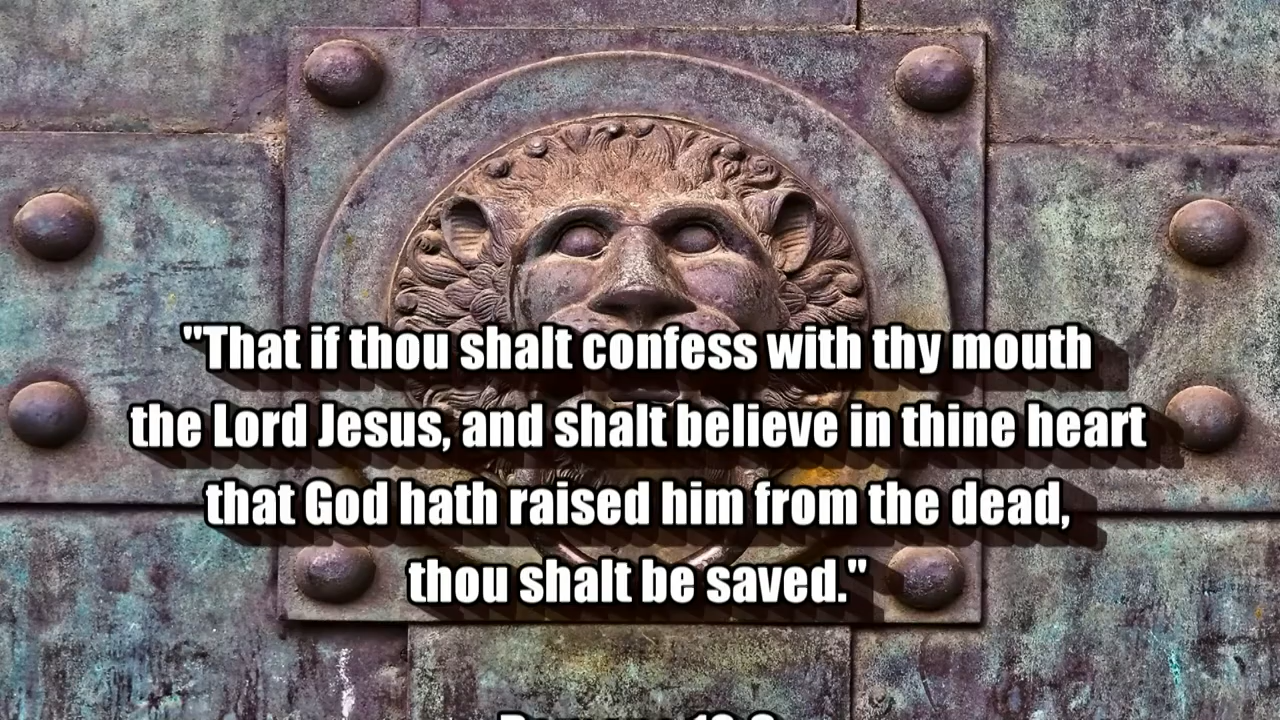 "That if thou shalt confess with thy mouth
the Lord Jesus, and shalt believe in thine heart
that God hath raised him from the dead,
thou shalt be saved."